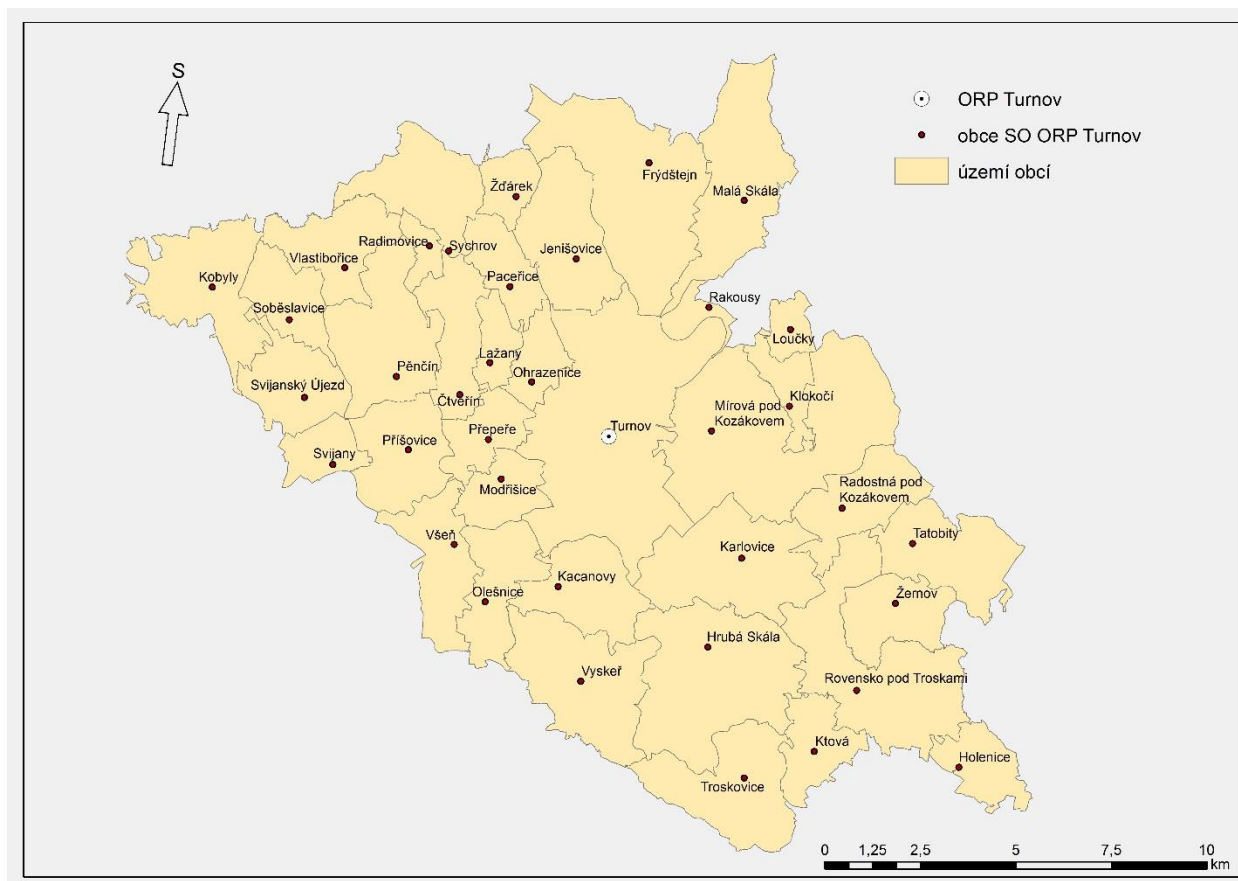 S
ORP Turnov
obce SO ORP Turnov
území obcí
Frýdštejn
Malá Skála
Žďárek
Radimovice
Sychrov
Jenišovice
Vlastibořice
Kobyly
Paceřice
Rakousy
Soběslavice
Loučky
Lažany
Pěnčín
Ohrazenice
Svijanský Újezd
Čtveřín
Klokočí
Mírová pod
Kozákovem
Turnov
Přepeře
Příšovice
Svijany
Modřišice
Radostná pod
Kozákovem
Všeň
Tatobity
Karlovice
Kacanovy
Olešnice
Žernov
Hrubá Skála
Vyskeř
Rovensko pod Troskami
Ktová
Holenice
Troskovice
0 1,25 2,5 5 7,5 10
km